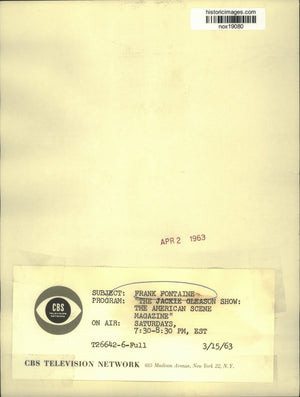 historicimages.com
nox19080
APR 2 1963
CBS
TELEVISION
NETWORK
SUBJECT: FRANK FONTAINE
PROGRAM: "THE JACKIE GLEASON SHOW:
THE AMERICAN SCENE
MAGAZINE"
ON AIR: SATURDAYS,
7:30-8:30 PM, EST
T26642-6-Full 3/15/63
CBS TELEVISION NETWORK 485 Madison Avenue, New York 22, N.Y.